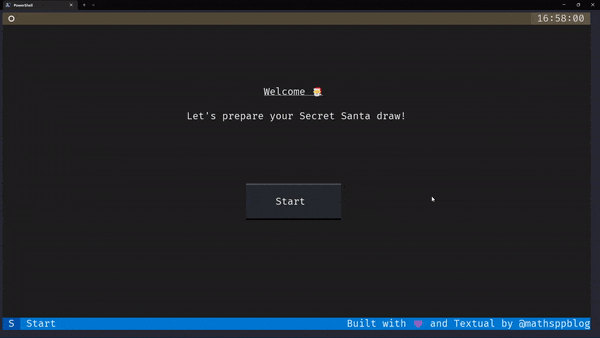 PowerShell
16:58:00
Welcome 🎅
Let's prepare your Secret Santa draw!
Start
S Start Built with 💜 and Textual by @mathsppblog